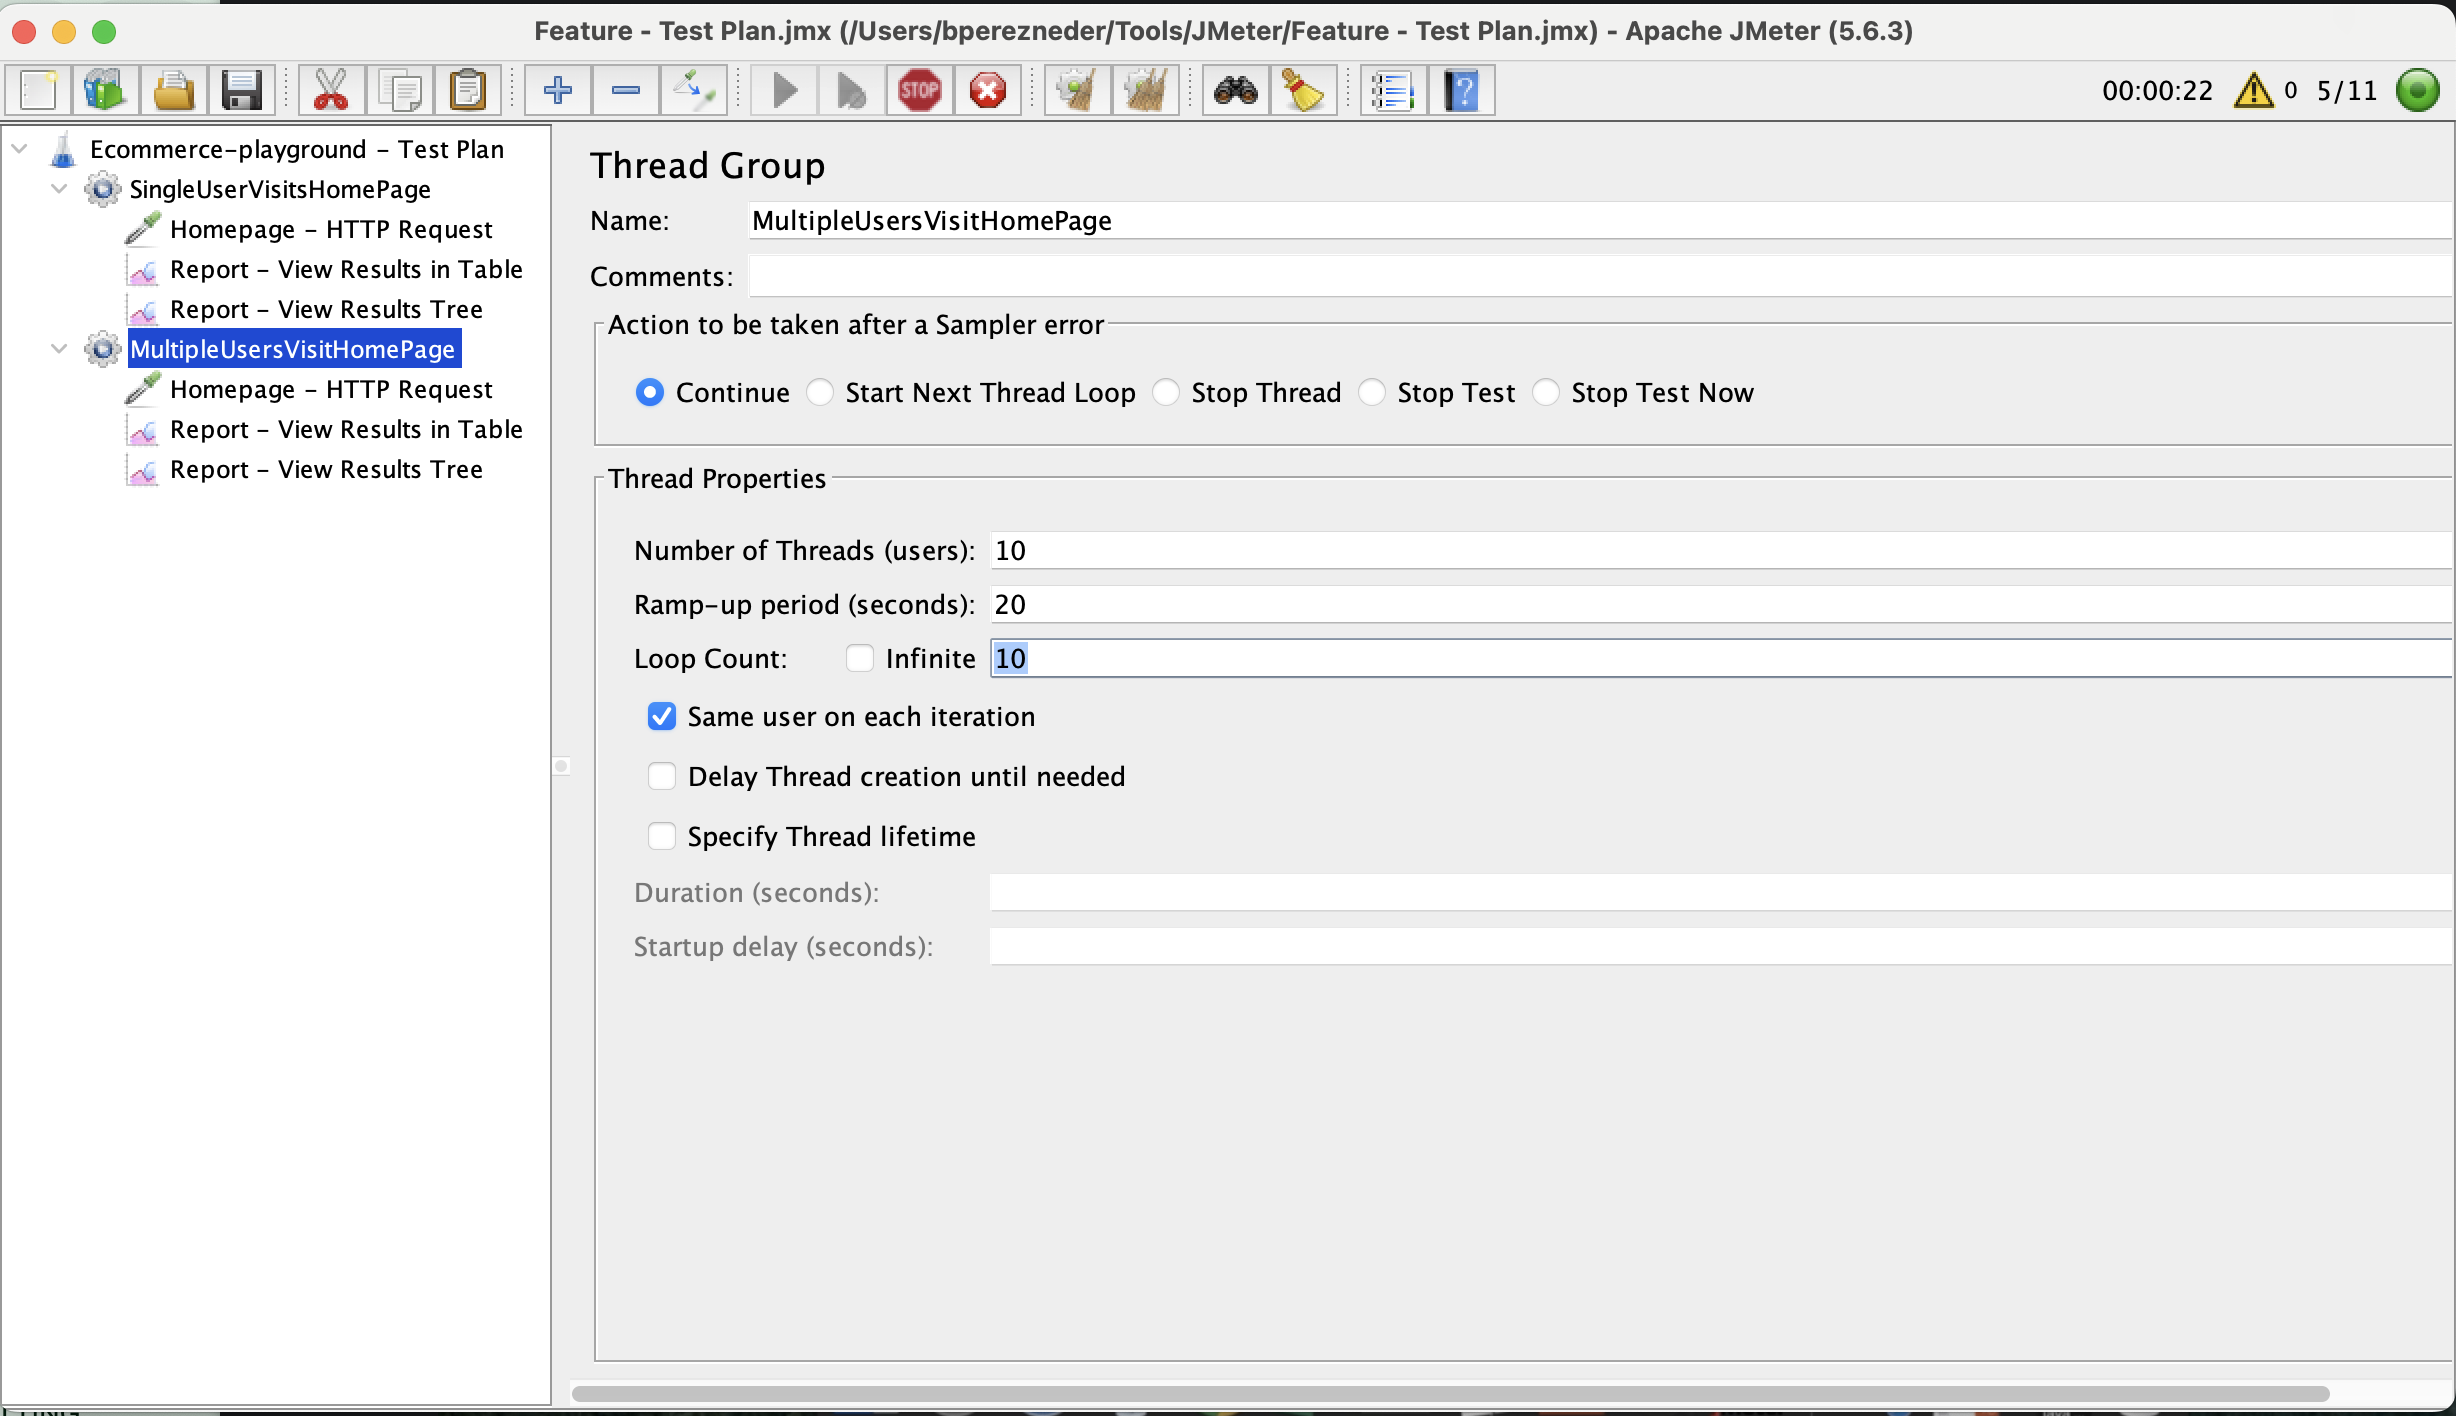 Feature - Test Plan.jmx (/Users/bperezneder/Tools/JMeter/Feature - Test Plan.jmx) - Apache JMeter (5.6.3)
STOP
?
00:00:22 0 5/11
Ecommerce-playground - Test Plan
SingleUserVisitsHomePage
Homepage - HTTP Request
Report - View Results in Table
Report - View Results Tree
MultipleUsersVisitHomePage
Homepage - HTTP Request
Report - View Results in Table
Report - View Results Tree
Thread Group
Name: MultipleUsersVisitHomePage
Comments:
Action to be taken after a Sampler error
Continue Start Next Thread Loop Stop Thread Stop Test Stop Test Now
Thread Properties
Number of Threads (users): 10
Ramp-up period (seconds): 20
Loop Count: Infinite 10
Same user on each iteration
Delay Thread creation until needed
Specify Thread lifetime
Duration (seconds):
Startup delay (seconds):